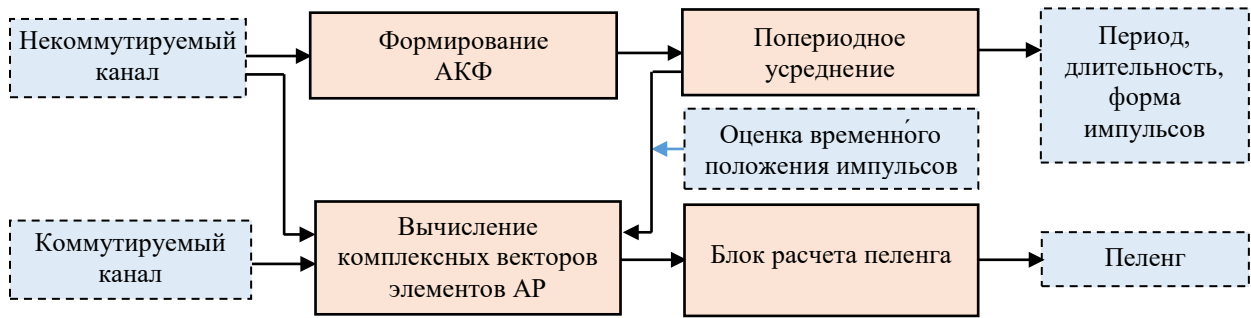 Некоммутируемый
канал
Формирование
АКФ
Попериодное
усреднение
Период,
длительность,
форма
импульсов
Оценка временно́го
положения импульсов
Коммутируемый
канал
Вычисление
комплексных векторов
элементов АР
Блок расчета пеленга
Пеленг